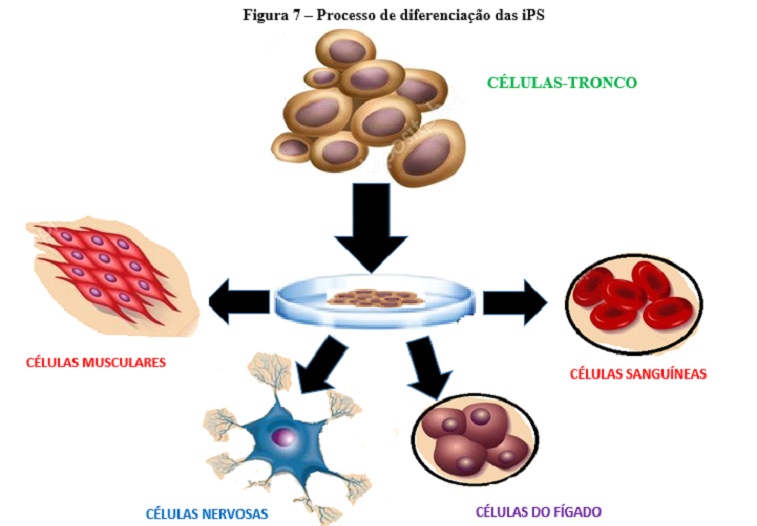 Figura 7 – Processo de diferenciação das iPS
CÉLULAS-TRONCO
CÉLULAS MUSCULARES
CÉLULAS SANGUÍNEAS
CÉLULAS NERVOSAS
CÉLULAS DO FÍGADO